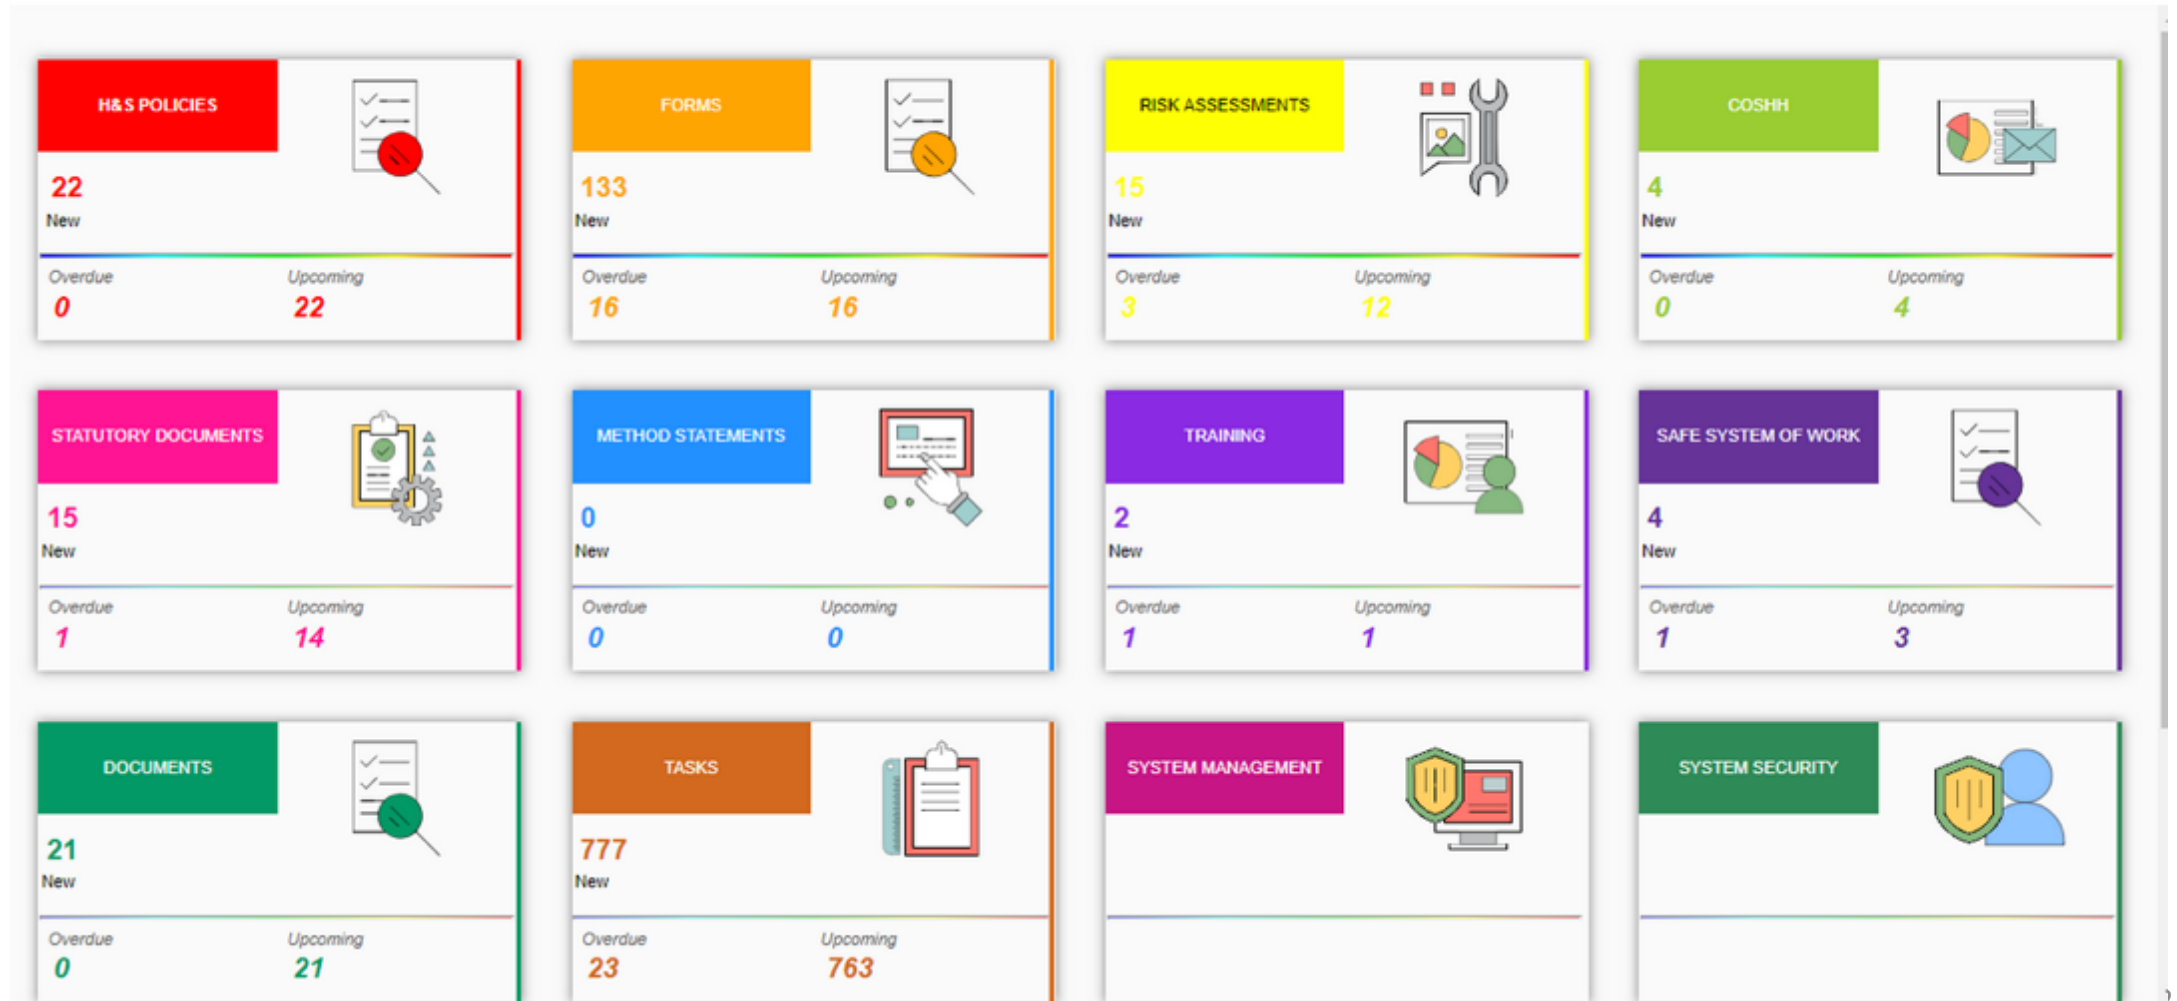 H&S POLICIES
22
New
Overdue Upcoming
0 22
FORMS
133
New
Overdue Upcoming
16 16
RISK ASSESSMENTS
15
New
Overdue Upcoming
3 12
COSHH
4
New
Overdue Upcoming
0 4
STATUTORY DOCUMENTS
15
New
Overdue Upcoming
1 14
METHOD STATEMENTS
0
New
Overdue Upcoming
0 0
TRAINING
2
New
Overdue Upcoming
1 1
SAFE SYSTEM OF WORK
4
New
Overdue Upcoming
1 3
DOCUMENTS
21
New
Overdue Upcoming
0 21
TASKS
777
New
Overdue Upcoming
23 763
SYSTEM MANAGEMENT
SYSTEM SECURITY